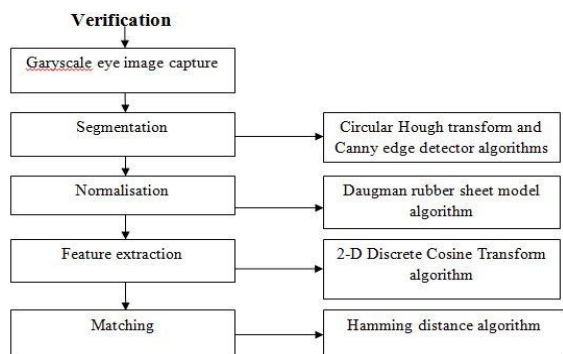 Verification
Garyscale eye image capture
Segmentation
Circular Hough transform and
Canny edge detector algorithms
Normalisation
Daugman rubber sheet model
algorithm
Feature extraction
2-D Discrete Cosine Transform
algorithm
Matching
Hamming distance algorithm